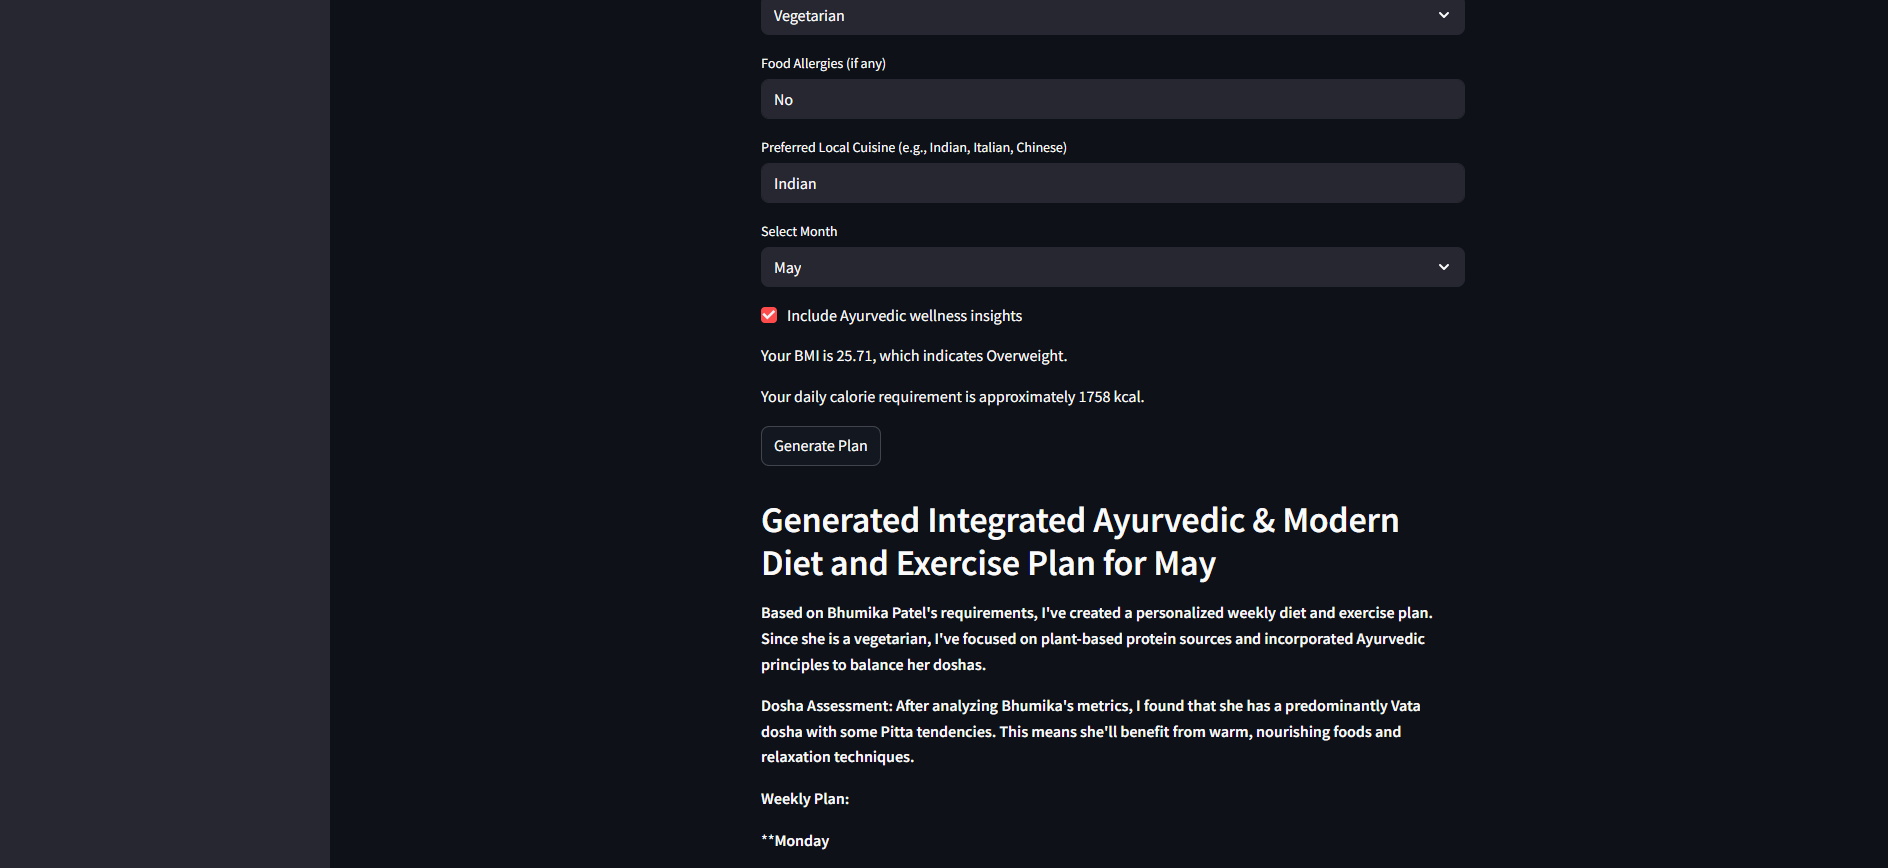 Vegetarian
Food Allergies (if any)
No
Preferred Local Cuisine (e.g., Indian, Italian, Chinese)
Indian
Select Month
May
Include Ayurvedic wellness insights
Your BMI is 25.71, which indicates Overweight.
Your daily calorie requirement is approximately 1758 kcal.
Generate Plan
Generated Integrated Ayurvedic & Modern
Diet and Exercise Plan for May
Based on Bhumika Patel's requirements, I've created a personalized weekly diet and exercise plan.
Since she is a vegetarian, I've focused on plant-based protein sources and incorporated Ayurvedic
principles to balance her doshas.
Dosha Assessment: After analyzing Bhumika's metrics, I found that she has a predominantly Vata
dosha with some Pitta tendencies. This means she'll benefit from warm, nourishing foods and
relaxation techniques.
Weekly Plan:
**Monday